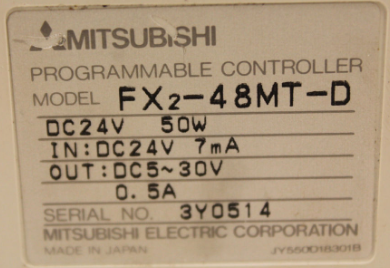 MITSUBISHI
PROGRAMMABLE CONTROLLER
MODEL FX2-48MT-D
DC24V 50W
IN:DC24V 7mA
OUT:DC5~30V
0.5A
SERIAL NO. 3Y0514
MITSUBISHI ELECTRIC CORPORATION
MADE IN JAPAN JY550D18301B